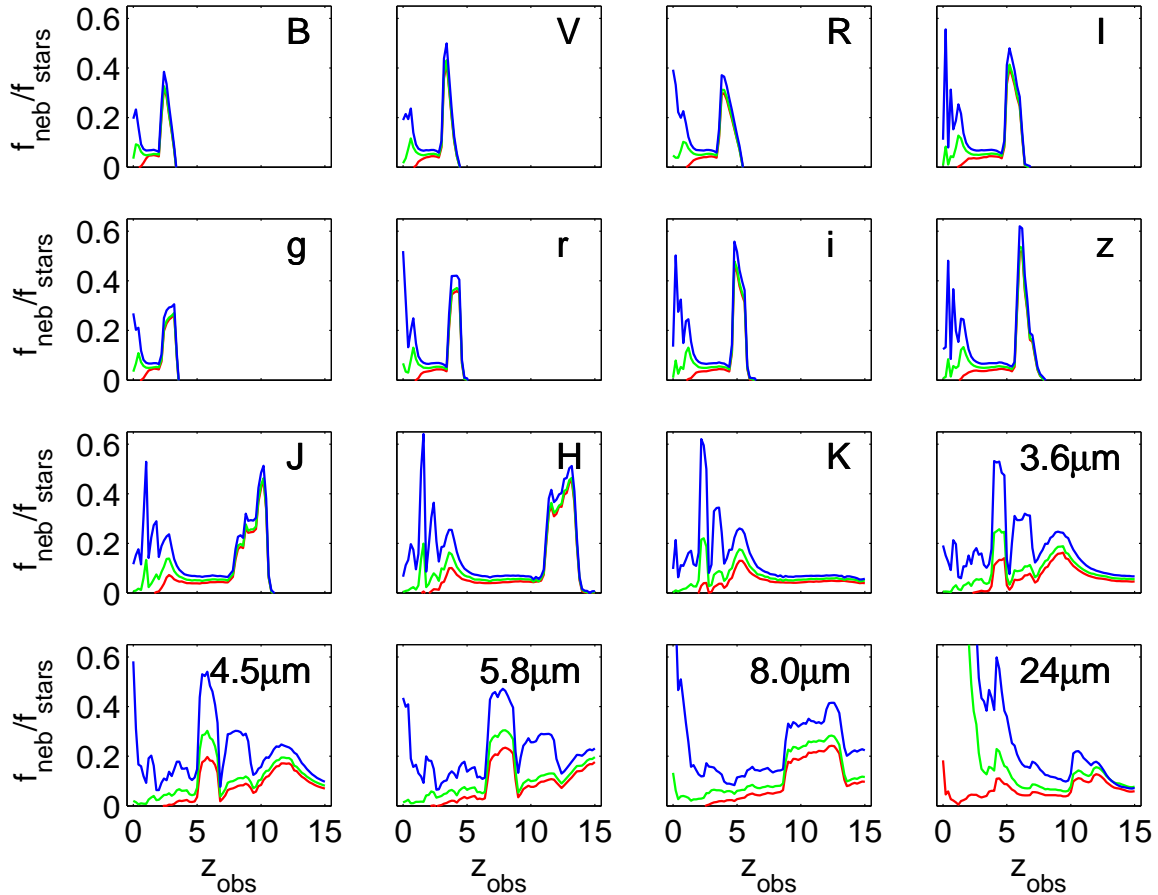 B V R I
0.6
0.4
0.2
0
f_neb/f_stars
g r i z
0.6
0.4
0.2
0
f_neb/f_stars
J H K 3.6μm
0.6
0.4
0.2
0
f_neb/f_stars
4.5μm 5.8μm 8.0μm 24μm
0.6
0.4
0.2
0
f_neb/f_stars
0 5 10 15 0 5 10 15 0 5 10 15 0 5 10 15
z_obs z_obs z_obs z_obs